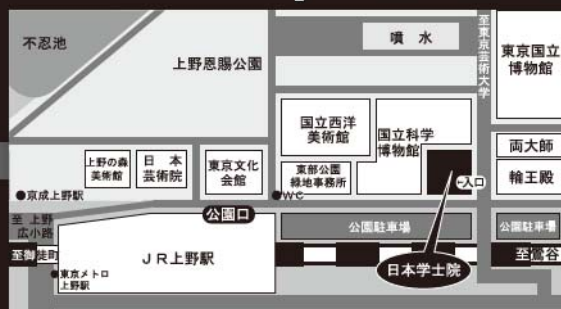 不忍池
上野恩賜公園
噴水
至東京芸術大学
東京国立
博物館
国立西洋
美術館
国立科学
博物館
両大師
輪王殿
上野の森
美術館
日本
芸術院
東京文化
会館
東部公園
緑地事務所
←入口
●京成上野駅
●WC
至 上野
広小路
公園口
公園駐車場
公園駐車場
至御徒町
JR上野駅
至鶯谷
●東京メトロ
上野駅
日本学士院